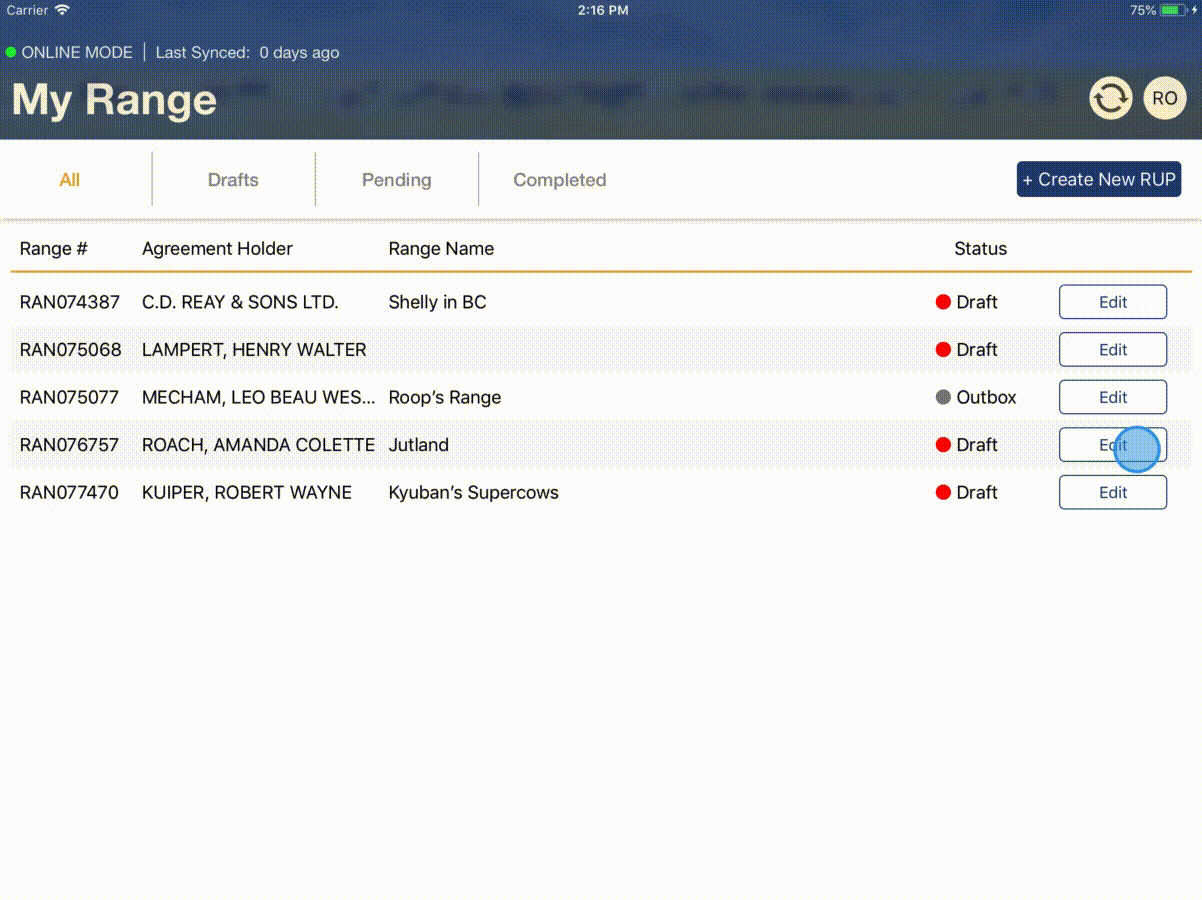 Carrier 2:16 PM 75%
ONLINE MODE Last Synced: 0 days ago
My Range RO
All Drafts Pending Completed + Create New RUP
Range # Agreement Holder Range Name Status
RAN074387 C.D. REAY & SONS LTD. Shelly in BC Draft Edit
RAN075068 LAMPERT, HENRY WALTER Draft Edit
RAN075077 MECHAM, LEO BEAU WES... Roop’s Range Outbox Edit
RAN076757 ROACH, AMANDA COLETTE Jutland Draft Edit
RAN077470 KUIPER, ROBERT WAYNE Kyuban’s Supercows Draft Edit